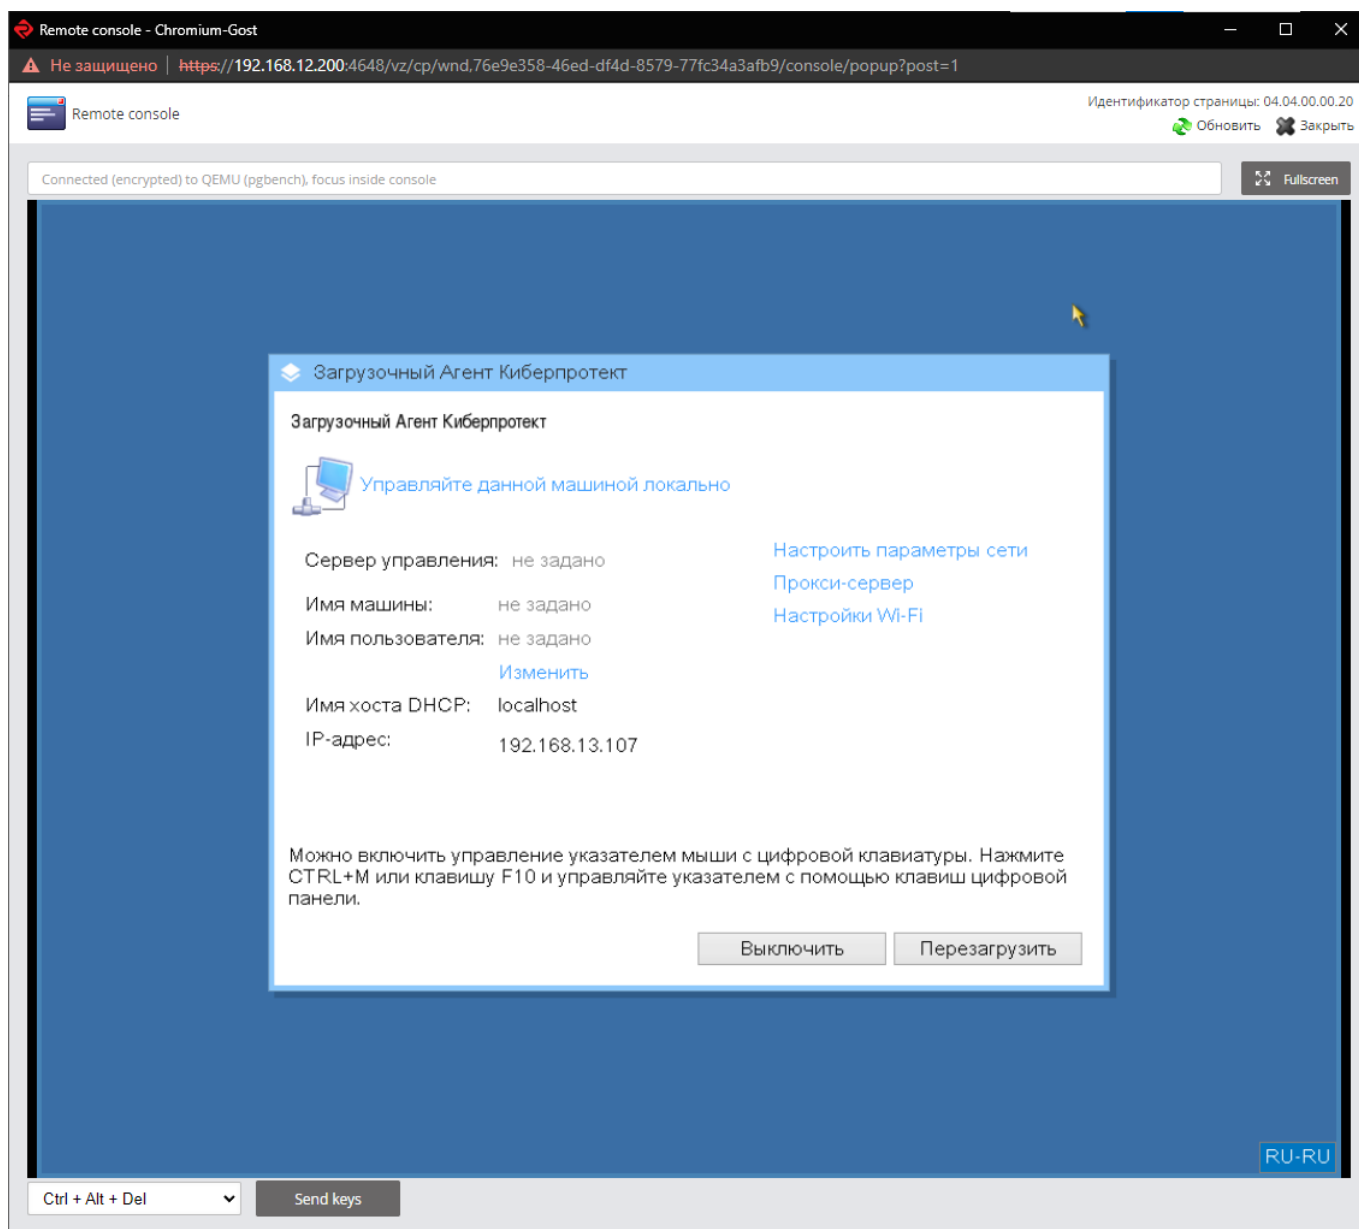 Remote console - Chromium-Gost
Не защищено | https://192.168.12.200:4648/vz/cp/wnd,76e9e358-46ed-df4d-8579-77fc34a3afb9/console/popup?post=1
Remote console
Идентификатор страницы: 04.04.00.00.20
Обновить Закрыть
Connected (encrypted) to QEMU (pgbench), focus inside console
Fullscreen
Загрузочный Агент Киберпротект
Загрузочный Агент Киберпротект
Управляйте данной машиной локально
Сервер управления: не задано
Имя машины: не задано
Имя пользователя: не задано
Изменить
Имя хоста DHCP: localhost
IP-адрес: 192.168.13.107
Настроить параметры сети
Прокси-сервер
Настройки Wi-Fi
Можно включить управление указателем мыши с цифровой клавиатуры. Нажмите
CTRL+M или клавишу F10 и управляйте указателем с помощью клавиш цифровой
панели.
Выключить Перезагрузить
RU-RU
Ctrl + Alt + Del Send keys